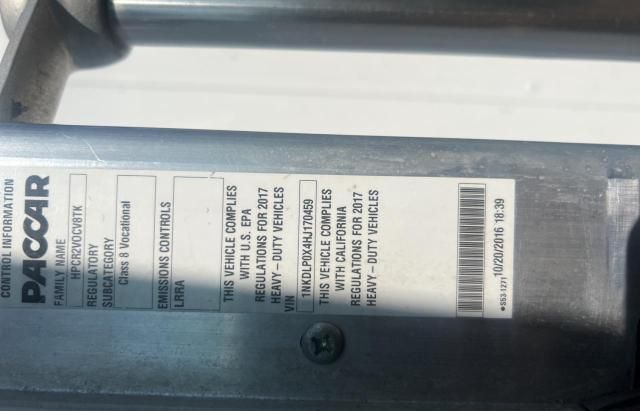 CONTROL INFORMATION
PACCAR
FAMILY NAME
HPCR2VOCV8TK
REGULATORY
SUBCATEGORY
Class 8 Vocational
EMISSIONS CONTROLS
LRRA
THIS VEHICLE COMPLIES
WITH U.S. EPA
REGULATIONS FOR 2017
HEAVY – DUTY VEHICLES
VIN
1NKDLP0X4HJ170459
THIS VEHICLE COMPLIES
WITH CALIFORNIA
REGULATIONS FOR 2017
HEAVY – DUTY VEHICLES
● S53-1271 10/20/2016 18:39